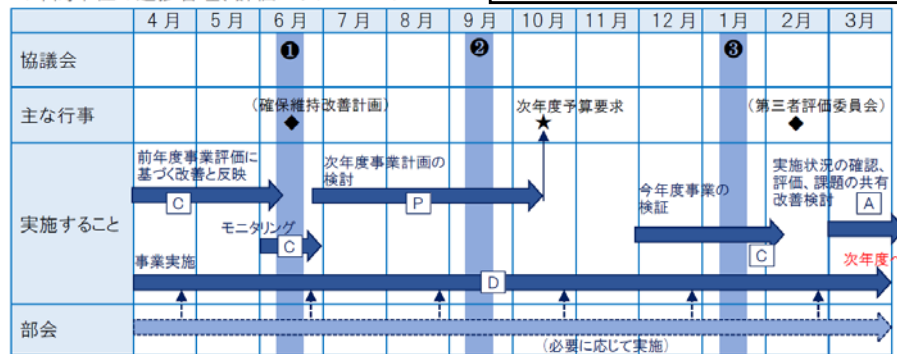 4月 5月 6月 7月 8月 9月 10月 11月 12月 1月 2月 3月
協議会
❶ ❷ ❸
主な行事
（確保維持改善計画）
◆
次年度予算要求
★
（第三者評価委員会）
◆
実施すること
前年度事業評価に
基づく改善と反映
C
モニタリング
C
次年度事業計画の
検討
P
今年度事業の
検証
C
実施状況の確認、
評価、課題の共有
改善検討
A
事業実施
D
次年度へ
部会
（必要に応じて実施）